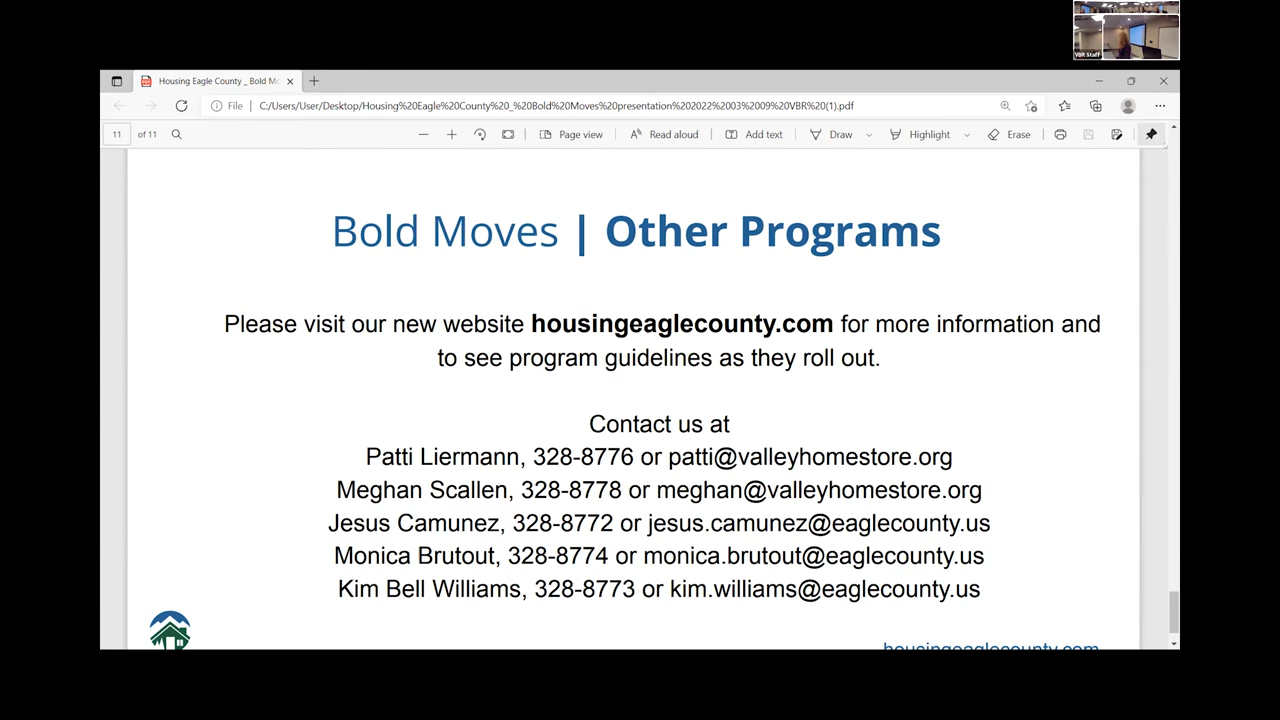 VBR Staff
Housing Eagle County _ Bold Mo
File
C:/Users/User/Desktop/Housing%20Eagle%20County%20_%20Bold%20Moves%20presentation%202022%2003%2009%20VBR%20(1).pdf
11 of 11
Page view
Read aloud
Add text
Draw
Highlight
Erase
Bold Moves | Other Programs
Please visit our new website housingeaglecounty.com for more information and
to see program guidelines as they roll out.
Contact us at
Patti Liermann, 328-8776 or patti@valleyhomestore.org
Meghan Scallen, 328-8778 or meghan@valleyhomestore.org
Jesus Camunez, 328-8772 or jesus.camunez@eaglecounty.us
Monica Brutout, 328-8774 or monica.brutout@eaglecounty.us
Kim Bell Williams, 328-8773 or kim.williams@eaglecounty.us
housingeaglecounty.com